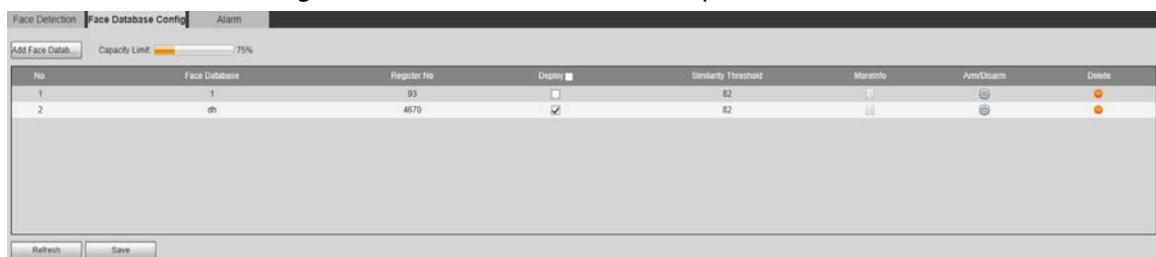 Face Detection Face Database Config Alarm
Add Face Datab... Capacity Limit: 75%
No. Face Database Register No Deploy Similarity Threshold MoreInfo Arm/Disarm Delete
1 1 93 82
2 dh 4670 82
Refresh Save